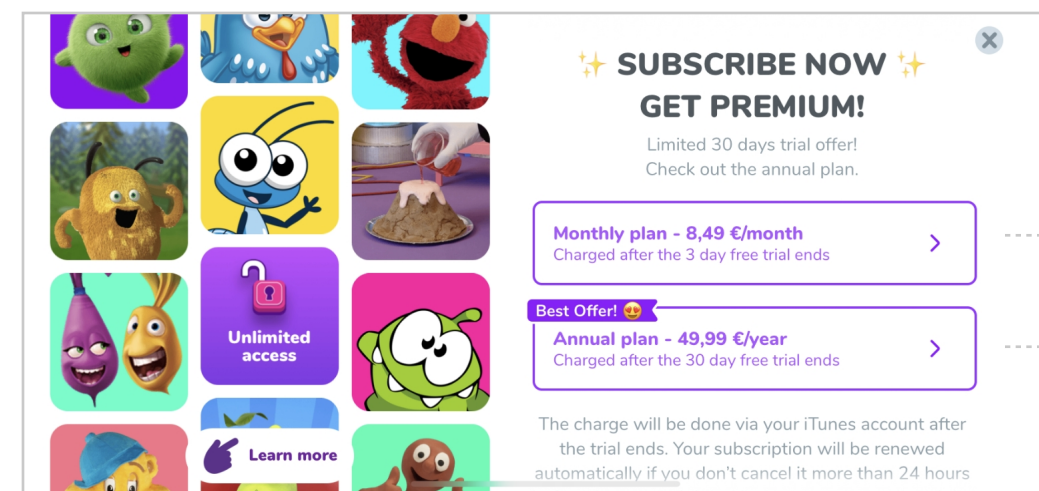 ✨ SUBSCRIBE NOW ✨
GET PREMIUM!
Limited 30 days trial offer!
Check out the annual plan.
Monthly plan - 8,49 €/month
Charged after the 3 day free trial ends
Best Offer! 😍
Annual plan - 49,99 €/year
Charged after the 30 day free trial ends
The charge will be done via your iTunes account after
the trial ends. Your subscription will be renewed
automatically if you don't cancel it more than 24 hours
Unlimited
access
Learn more